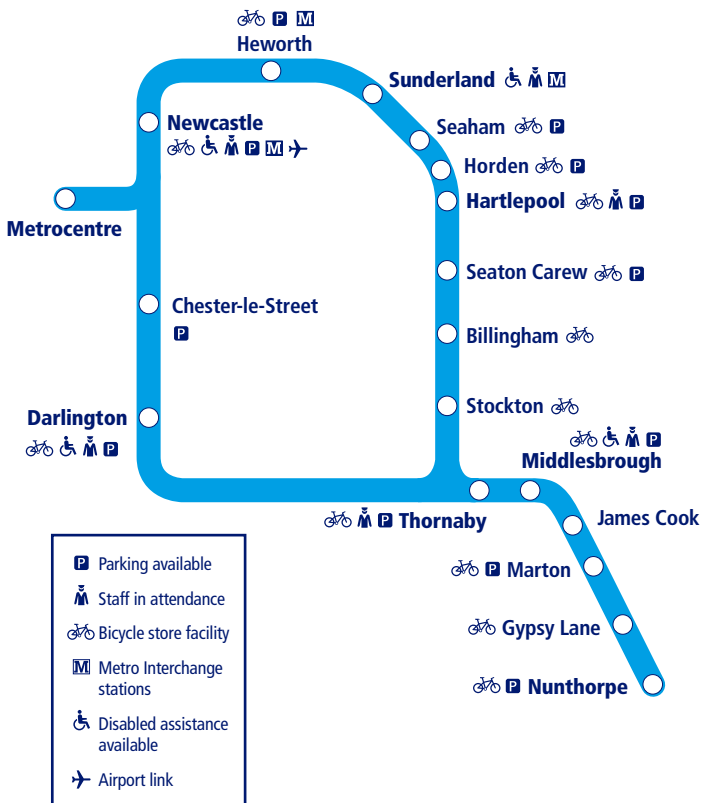 P M
Heworth
Sunderland M
Newcastle
P M
Seaham P
Horden P
Hartlepool P
Metrocentre
Seaton Carew P
Chester-le-Street
P
Billingham
Stockton
Darlington
P
P
Middlesbrough
P Thornaby
James Cook
P Marton
Gypsy Lane
P Nunthorpe
P Parking available
Staff in attendance
Bicycle store facility
M Metro Interchange
stations
Disabled assistance
available
Airport link